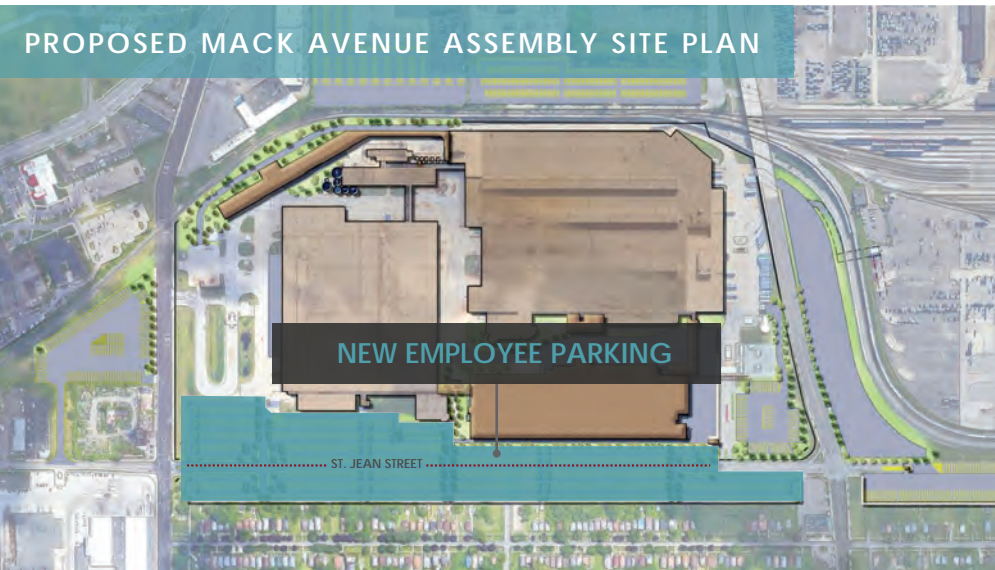 PROPOSED MACK AVENUE ASSEMBLY SITE PLAN
NEW EMPLOYEE PARKING
ST. JEAN STREET